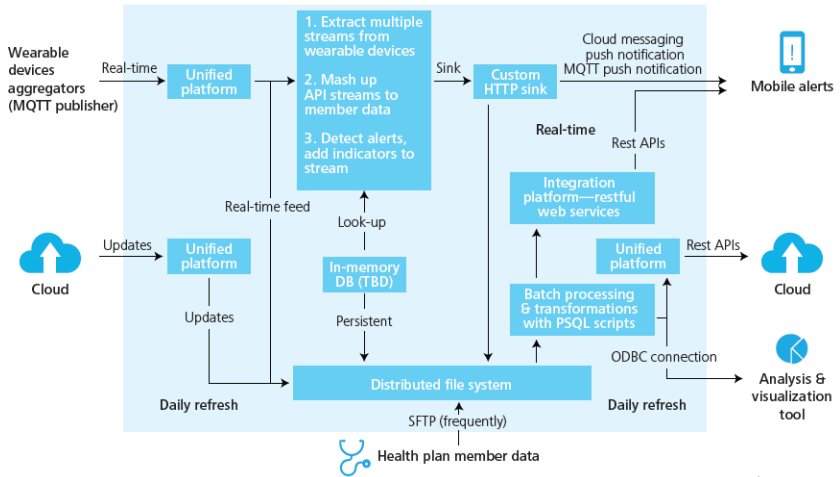 Wearable
devices
aggregators
(MQTT publisher)
Real-time
Unified
platform
1. Extract multiple
streams from
wearable devices
2. Mash up
API streams to
member data
3. Detect alerts,
add indicators to
stream
Sink
Custom
HTTP sink
Cloud messaging
push notification
MQTT push notification
Mobile alerts
Real-time
Rest APIs
Integration
platform—restful
web services
Real-time feed
Look-up
Cloud
Updates
Unified
platform
Updates
In-memory
DB (TBD)
Persistent
Unified
platform
Rest APIs
Cloud
Batch processing
& transformations
with PSQL scripts
ODBC connection
Analysis &
visualization
tool
Distributed file system
Daily refresh
Daily refresh
SFTP (frequently)
Health plan member data